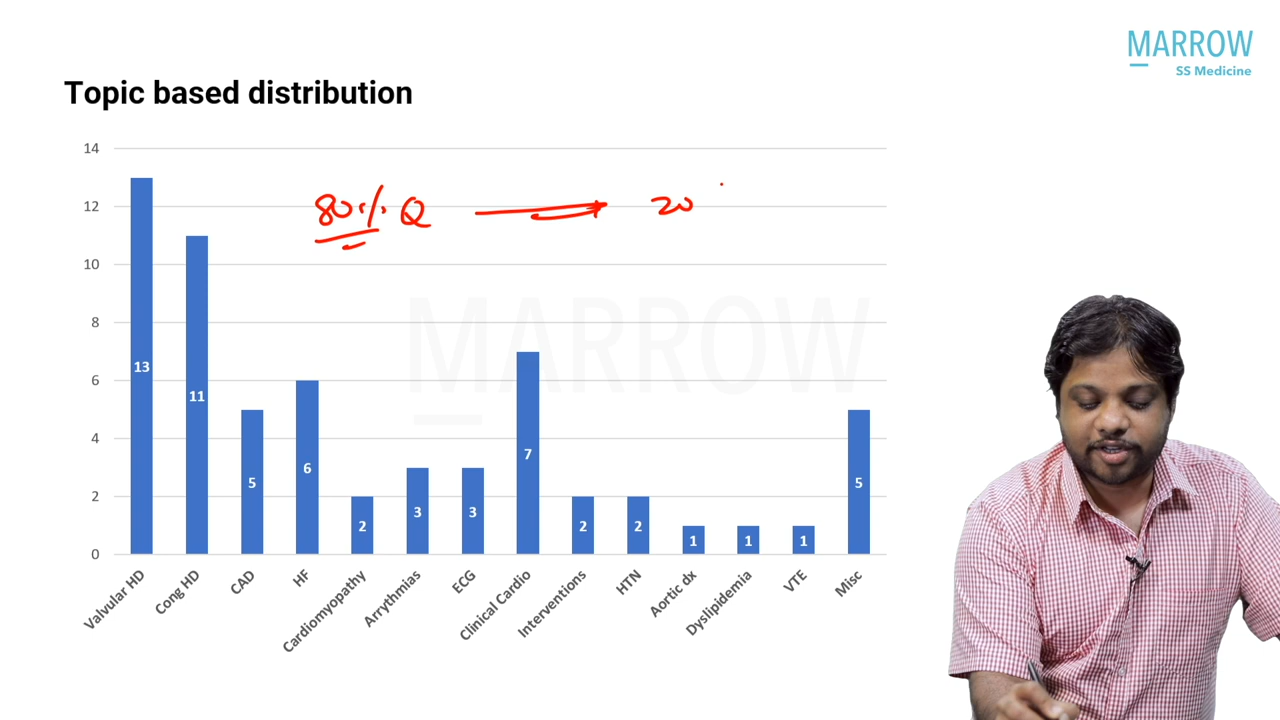 MARROW
SS Medicine
Topic based distribution
14
12
10
8
6
4
2
0
80% Q 20
MARROW
13
11
5
6
2
3
3
7
2
2
1
1
1
5
Valvular HD
Cong HD
CAD
HF
Cardiomyopathy
Arrythmias
ECG
Clinical Cardio
Interventions
HTN
Aortic dx
Dyslipidemia
VTE
Misc